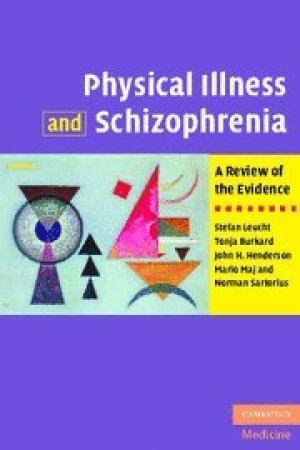 Physical Illness
and Schizophrenia
A Review of
the Evidence
Stefan Leucht
Tonja Burkard
John H. Henderson
Mario Maj and
Norman Sartorius
CAMBRIDGE
Medicine